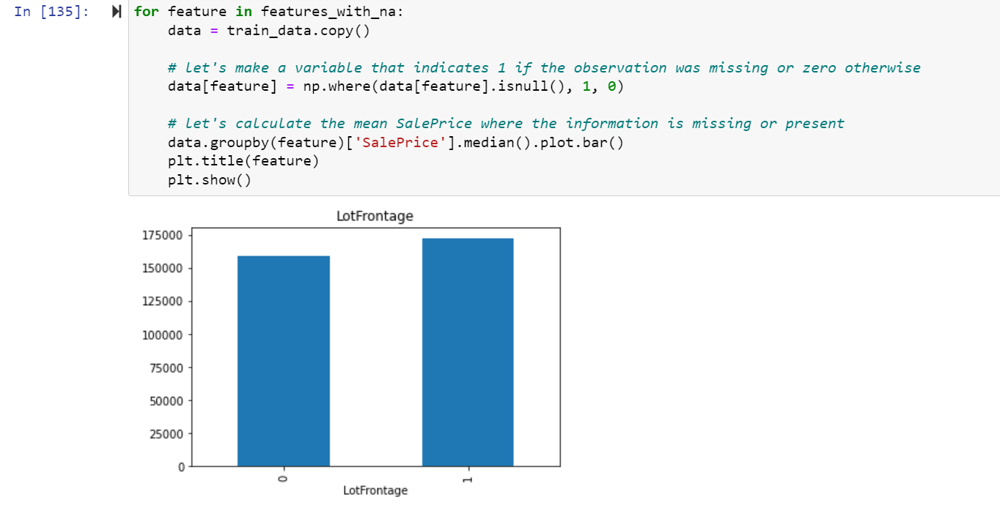 In [135]:
for feature in features_with_na:
    data = train_data.copy()
    # let's make a variable that indicates 1 if the observation was missing or zero otherwise
    data[feature] = np.where(data[feature].isnull(), 1, 0)
    # let's calculate the mean SalePrice where the information is missing or present
    data.groupby(feature)['SalePrice'].median().plot.bar()
    plt.title(feature)
    plt.show()
LotFrontage
175000
150000
125000
100000
75000
50000
25000
0
0
1
LotFrontage